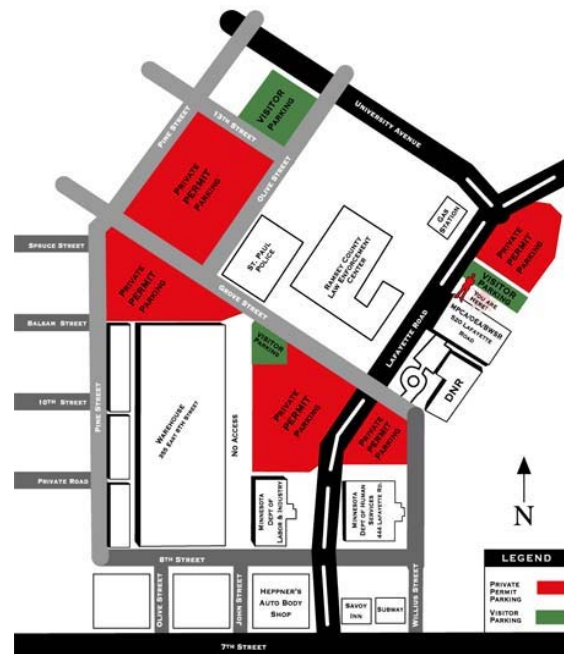 UNIVERSITY AVENUE
PINE STREET
13TH STREET
VISITOR
PARKING
OLIVE STREET
PRIVATE
PERMIT
PARKING
GAS
STATION
ST. PAUL
POLICE
RAMSEY COUNTY
LAW ENFORCEMENT
CENTER
PRIVATE
PERMIT
PARKING
SPRUCE STREET
VISITOR
PARKING
YOU ARE
HERE!
PRIVATE
PERMIT
PARKING
GROVE STREET
LAFAYETTE ROAD
MPCA/OEA/BWSR
520 LAFAYETTE
ROAD
BALSAM STREET
VISITOR
PARKING
DNR
10TH STREET
PINE STREET
WAREHOUSE
355 EAST 8TH STREET
NO ACCESS
PRIVATE
PERMIT
PARKING
PRIVATE
PERMIT
PARKING
PRIVATE ROAD
MINNESOTA
DEPT OF
LABOR & INDUSTRY
MINNESOTA
DEPT OF HUMAN
SERVICES
444 LAFAYETTE RD.
N
8TH STREET
OLIVE STREET
JOHN STREET
HEPPNER'S
AUTO BODY
SHOP
SAVOY
INN
SUBWAY
WILLIUS STREET
LEGEND
PRIVATE
PERMIT
PARKING
VISITOR
PARKING
7TH STREET